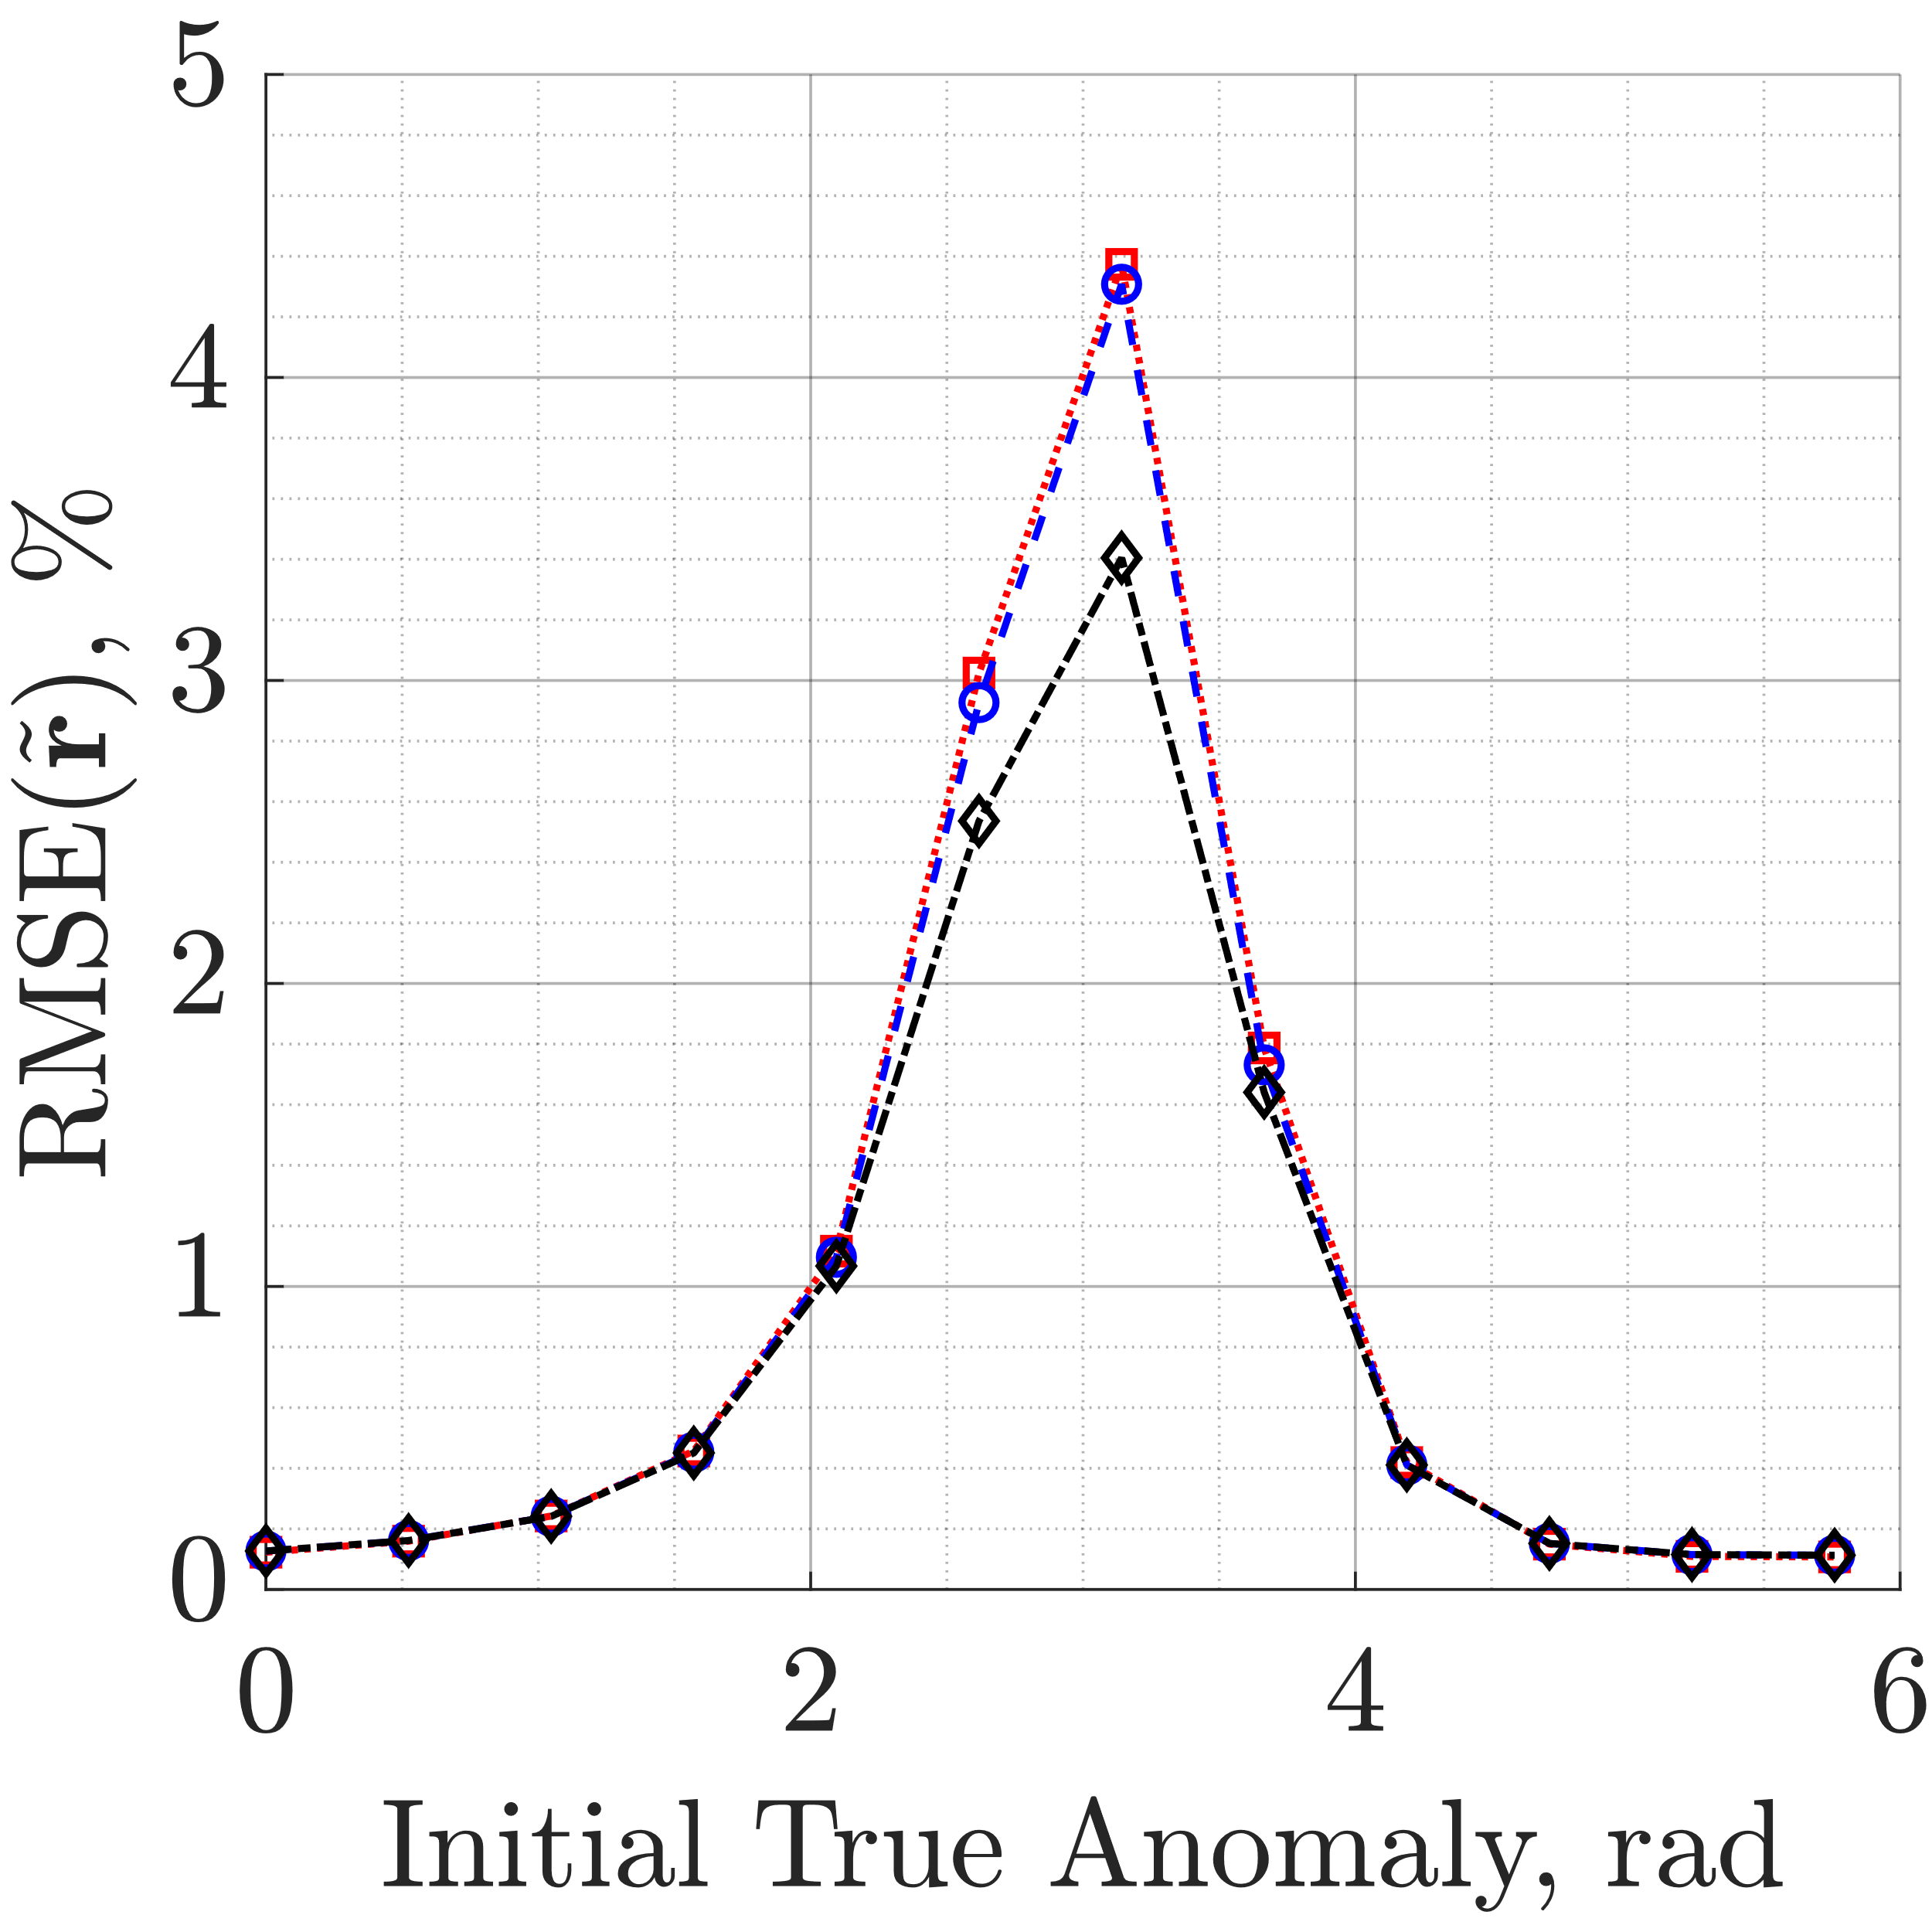 RMSE(r̃), %
5
4
3
2
1
0
0 2 4 6
Initial True Anomaly, rad